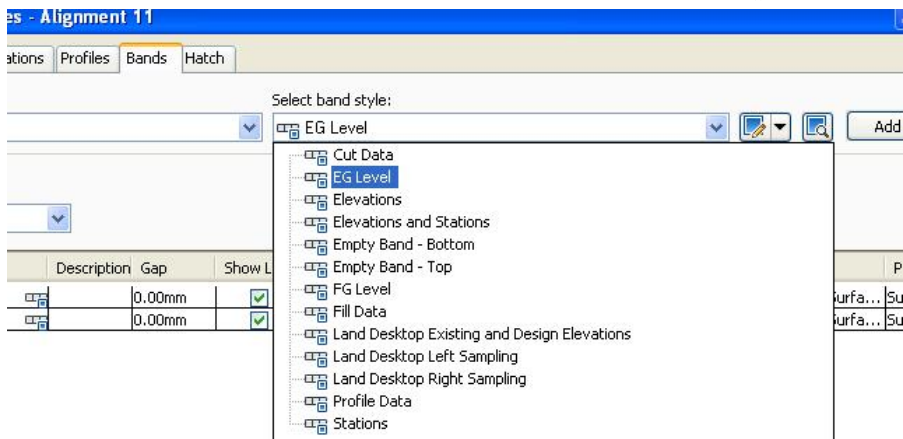 es - Alignment 11
ations Profiles Bands Hatch
Select band style:
EG Level
Add
Cut Data
EG Level
Elevations
Elevations and Stations
Empty Band - Bottom
Empty Band - Top
FG Level
Fill Data
Land Desktop Existing and Design Elevations
Land Desktop Left Sampling
Land Desktop Right Sampling
Profile Data
Stations
Description Gap Show L P
0.00mm Surfa... Su
0.00mm Surfa... Su